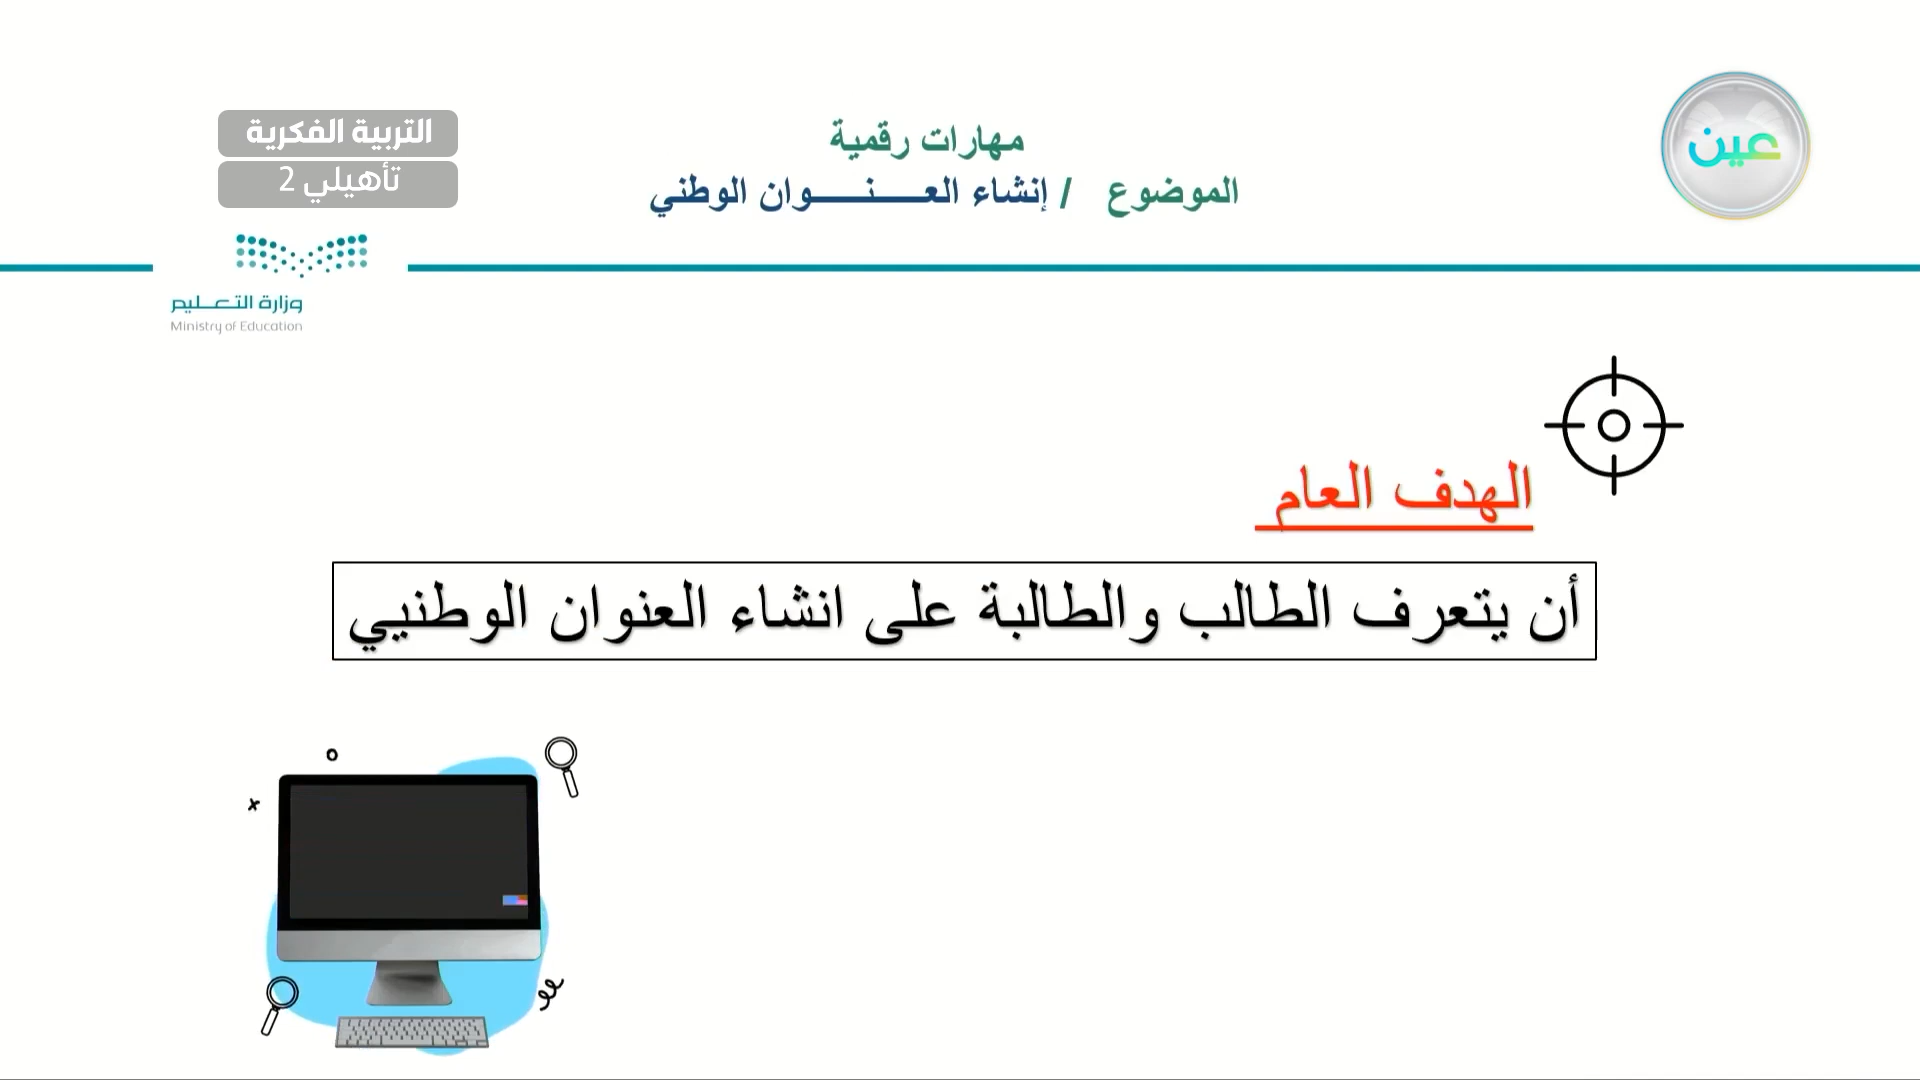 عين
مهارات رقمية
الموضوع / إنشاء العـــــنـــــوان الوطني
التربية الفكرية
تأهيلي 2
وزارة التعـــليم
Ministry of Education
الهدف العام
أن يتعرف الطالب والطالبة على انشاء العنوان الوطنيي